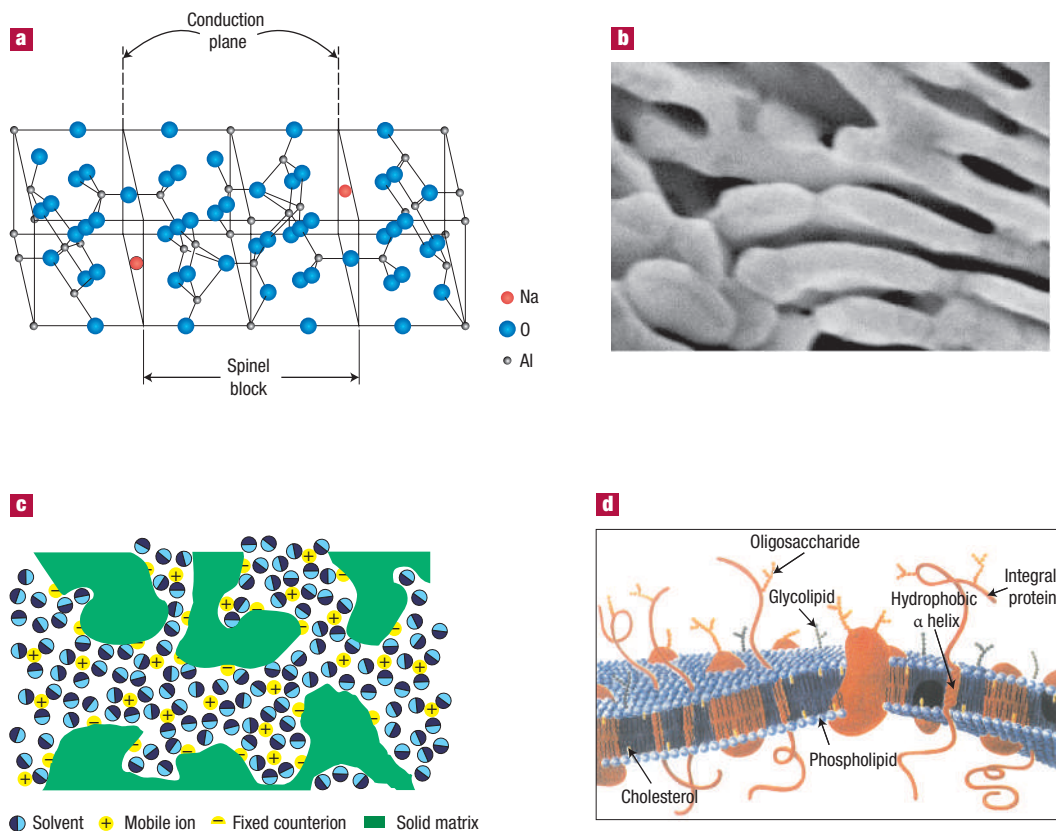 a
Conduction
plane
Na
O
Al
Spinel
block
b
c
+ Mobile ion
Solvent
− Fixed counterion
Solid matrix
d
Oligosaccharide
Glycolipid
Hydrophobic
α helix
Integral
protein
Phospholipid
Cholesterol